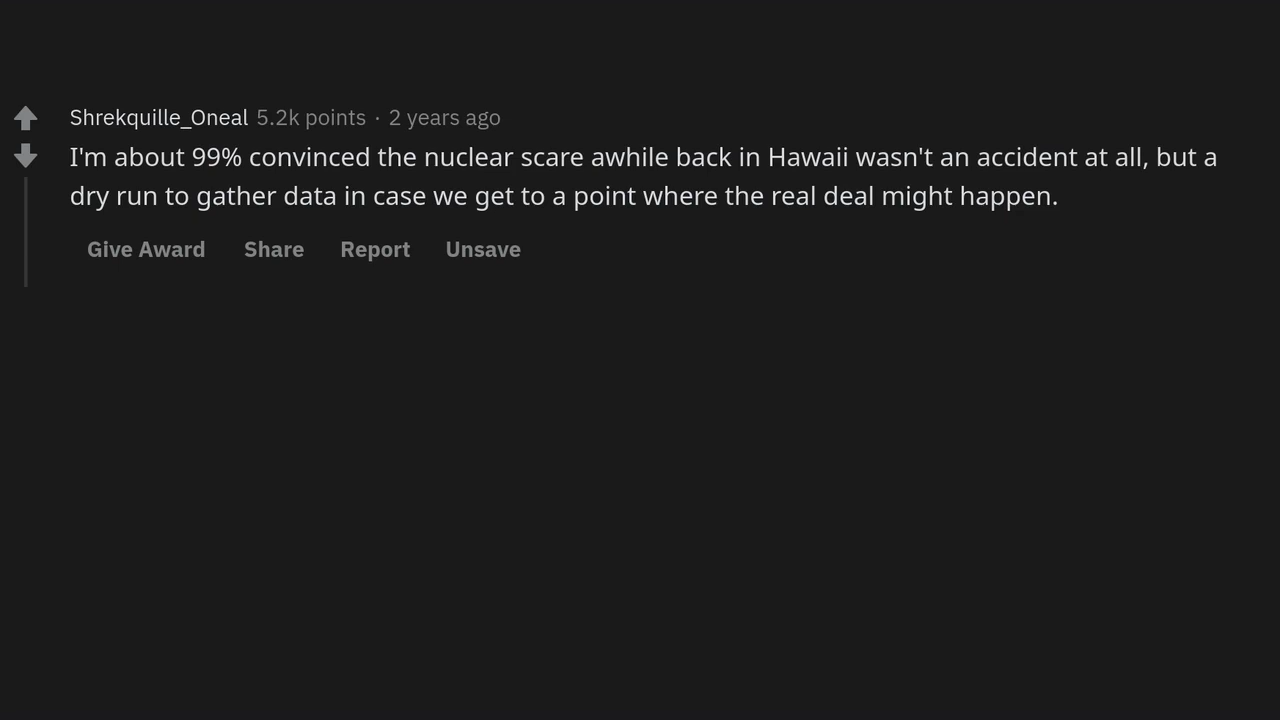 Shrekquille_Oneal 5.2k points · 2 years ago
I'm about 99% convinced the nuclear scare awhile back in Hawaii wasn't an accident at all, but a
dry run to gather data in case we get to a point where the real deal might happen.
Give Award Share Report Unsave